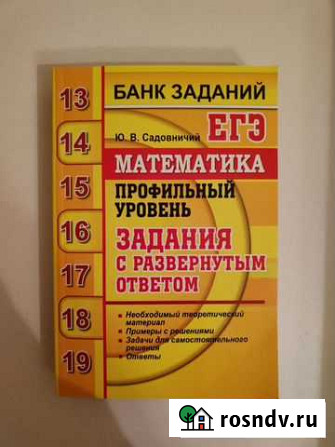 БАНК ЗАДАНИЙ
ЕГЭ
Ю. В. Садовничий
МАТЕМАТИКА
ПРОФИЛЬНЫЙ
УРОВЕНЬ
ЗАДАНИЯ
С РАЗВЕРНУТЫМ
ОТВЕТОМ
13
14
15
16
17
18
19
Необходимый теоретический
материал
Примеры с решениями
Задачи для самостоятельного
решения
Ответы
rosndv.ru